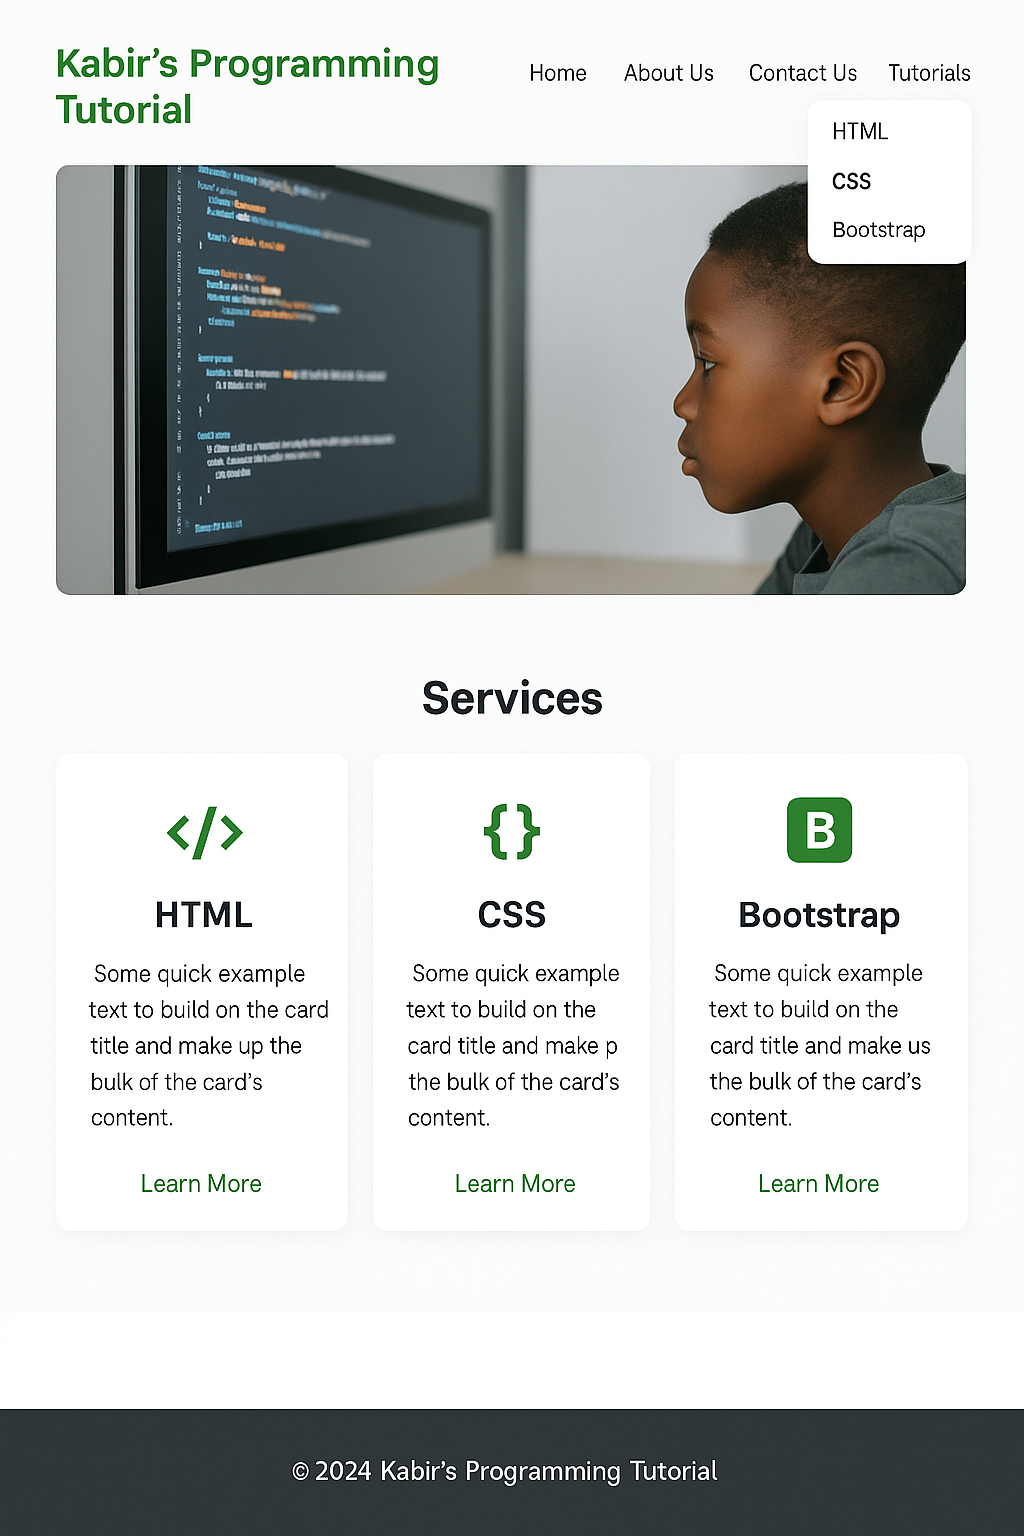 Kabir's Programming
Tutorial
Home About Us Contact Us Tutorials
HTML
CSS
Bootstrap
Services
HTML
Some quick example
text to build on the card
title and make up the
bulk of the card's
content.
Learn More
CSS
Some quick example
text to build on the
card title and make p
the bulk of the card's
content.
Learn More
B
Bootstrap
Some quick example
text to build on the
card title and make us
the bulk of the card's
content.
Learn More
© 2024 Kabir's Programming Tutorial